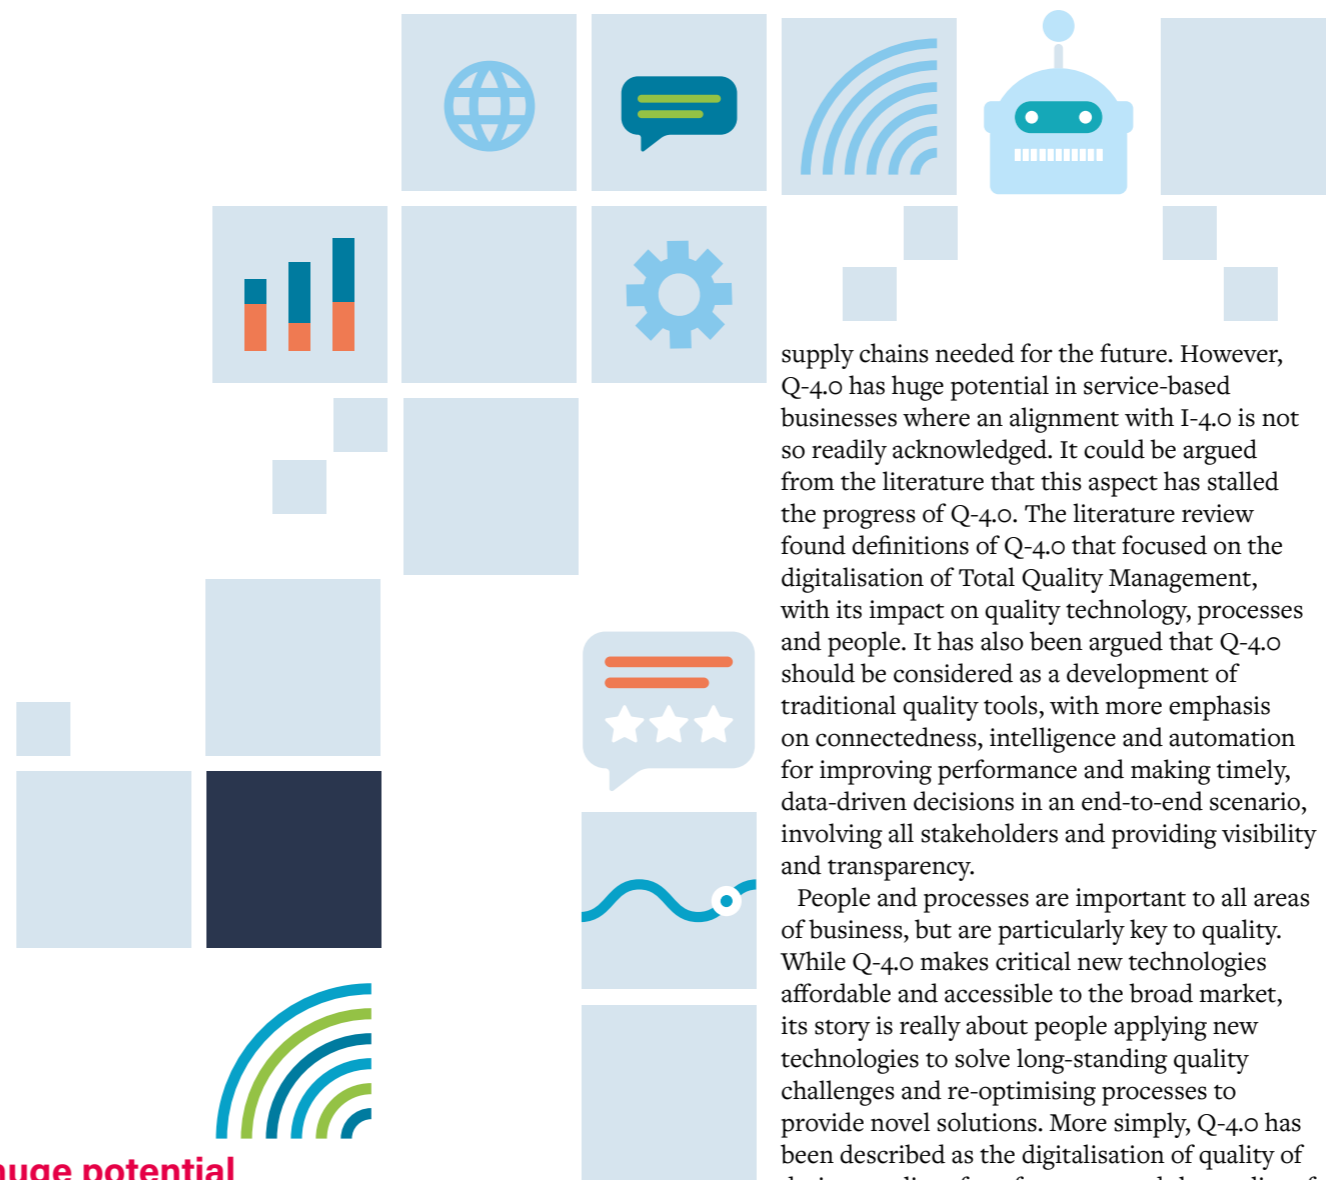 supply chains needed for the future. However,
Q-4.0 has huge potential in service-based
businesses where an alignment with I-4.0 is not
so readily acknowledged. It could be argued
from the literature that this aspect has stalled
the progress of Q-4.0. The literature review
found definitions of Q-4.0 that focused on the
digitalisation of Total Quality Management,
with its impact on quality technology, processes
and people. It has also been argued that Q-4.0
should be considered as a development of
traditional quality tools, with more emphasis
on connectedness, intelligence and automation
for improving performance and making timely,
data-driven decisions in an end-to-end scenario,
involving all stakeholders and providing visibility
and transparency.
People and processes are important to all areas
of business, but are particularly key to quality.
While Q-4.0 makes critical new technologies
affordable and accessible to the broad market,
its story is really about people applying new
technologies to solve long-standing quality
challenges and re-optimising processes to
provide novel solutions. More simply, Q-4.0 has
been described as the digitalisation of quality of
huge potential